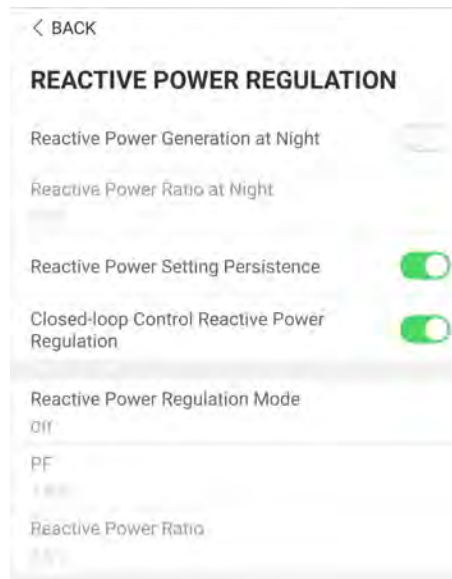 < BACK
REACTIVE POWER REGULATION
Reactive Power Generation at Night
Reactive Power Ratio at Night
Reactive Power Setting Persistence
Closed-loop Control Reactive Power
Regulation
Reactive Power Regulation Mode
Off
PF
Reactive Power Ratio